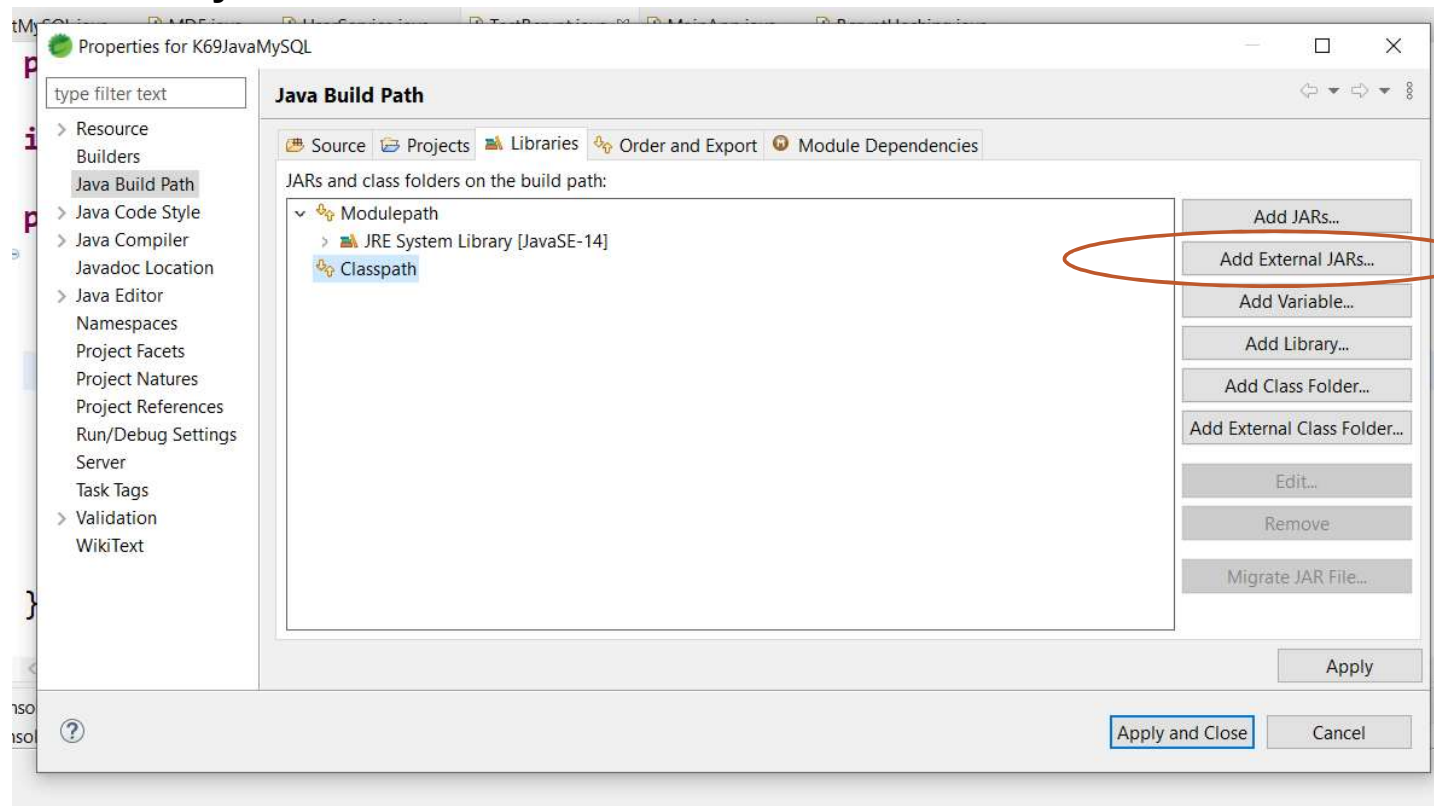 Properties for K69JavaMySQL
type filter text
Java Build Path
Resource
Builders
Java Build Path
Java Code Style
Java Compiler
Javadoc Location
Java Editor
Namespaces
Project Facets
Project Natures
Project References
Run/Debug Settings
Server
Task Tags
Validation
WikiText
Source Projects Libraries Order and Export Module Dependencies
JARs and class folders on the build path:
Modulepath
JRE System Library [JavaSE-14]
Classpath
Add JARs...
Add External JARs...
Add Variable...
Add Library...
Add Class Folder...
Add External Class Folder...
Edit...
Remove
Migrate JAR File...
Apply
Apply and Close Cancel
p
i
p
}